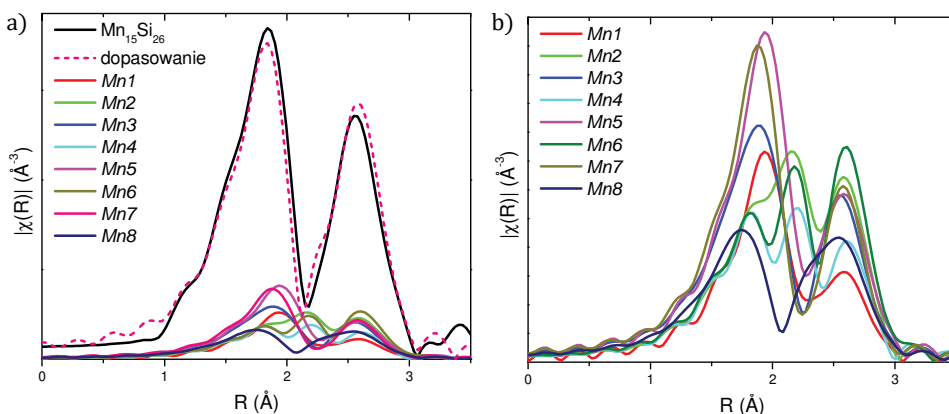 a)
Mn₁₅Si₂₆
dopasowanie
Mn1
Mn2
Mn3
Mn4
Mn5
Mn6
Mn7
Mn8
|χ(R)| (Å⁻³)
0 1 2 3
R (Å)
b)
Mn1
Mn2
Mn3
Mn4
Mn5
Mn6
Mn7
Mn8
|χ(R)| (Å⁻³)
0 1 2 3
R (Å)